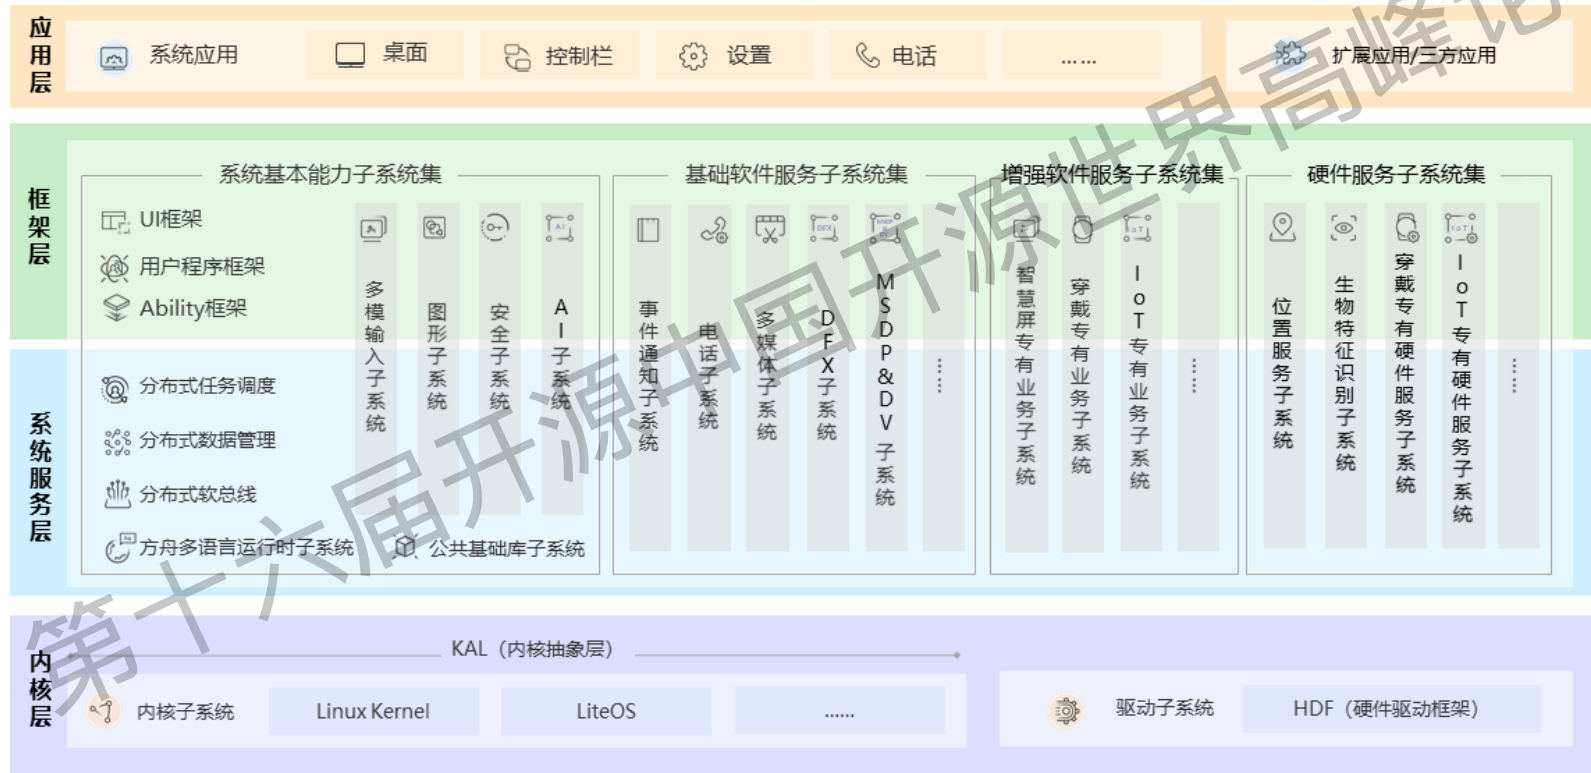 应用层
系统应用
桌面
控制栏
设置
电话
……
扩展应用/三方应用
框架层
系统服务层
系统基本能力子系统集
UI框架
用户程序框架
Ability框架
分布式任务调度
分布式数据管理
分布式软总线
方舟多语言运行时子系统
公共基础库子系统
多模输入子系统
图形子系统
安全子系统
AI
AI子系统
基础软件服务子系统集
事件通知子系统
电话子系统
多媒体子系统
DFX
DFX子系统
MSDP&DV子系统
……
增强软件服务子系统集
智慧屏专有业务子系统
穿戴专有业务子系统
IoT
IoT专有业务子系统
……
硬件服务子系统集
位置服务子系统
生物特征识别子系统
穿戴专有硬件服务子系统
IoT
IoT专有硬件服务子系统
……
内核层
KAL（内核抽象层）
内核子系统
Linux Kernel
LiteOS
……
驱动子系统
HDF（硬件驱动框架）
第十六届开源中国开源世界高峰论